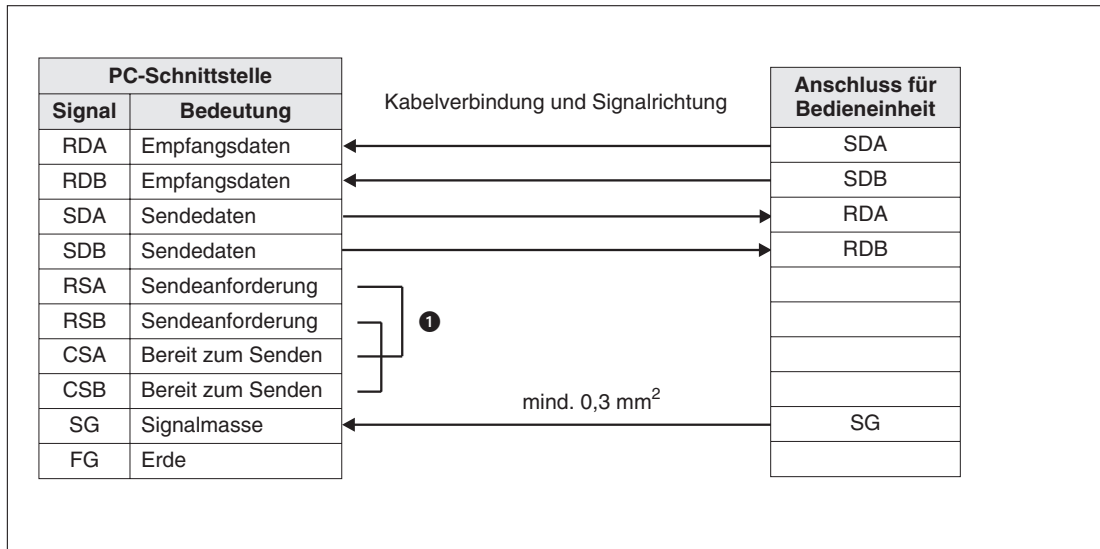 PC-Schnittstelle
Signal Bedeutung
Kabelverbindung und Signalrichtung
Anschluss für
Bedieneinheit
RDA Empfangsdaten SDA
RDB Empfangsdaten SDB
SDA Sendedaten RDA
SDB Sendedaten RDB
RSA Sendeanforderung
RSB Sendeanforderung
❶
CSA Bereit zum Senden
CSB Bereit zum Senden
mind. 0,3 mm²
SG Signalmasse SG
FG Erde